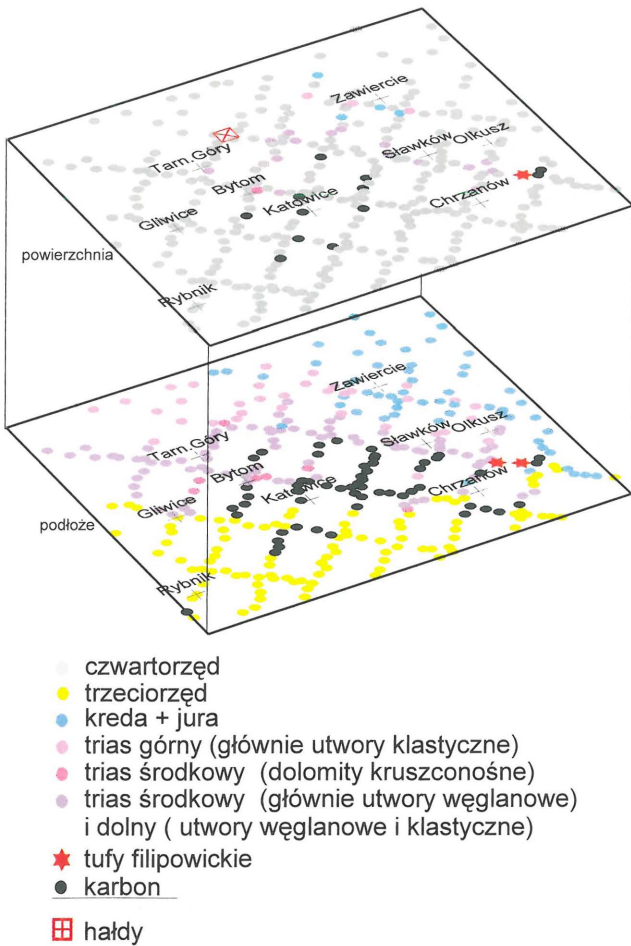 Zawiercie
Tarn.Góry
Sławków
Olkusz
Bytom
Katowice
Chrzanów
Gliwice
powierzchnia
Rybnik
Zawiercie
Tarn.Góry
Sławków
Olkusz
Bytom
Katowice
Chrzanów
Gliwice
podłoże
Rybnik
czwartorzęd
trzeciorzęd
kreda + jura
trias górny (głównie utwory klastyczne)
trias środkowy (dolomity kruszconośne)
trias środkowy (głównie utwory węglanowe)
i dolny ( utwory węglanowe i klastyczne)
tufy filipowickie
karbon
hałdy